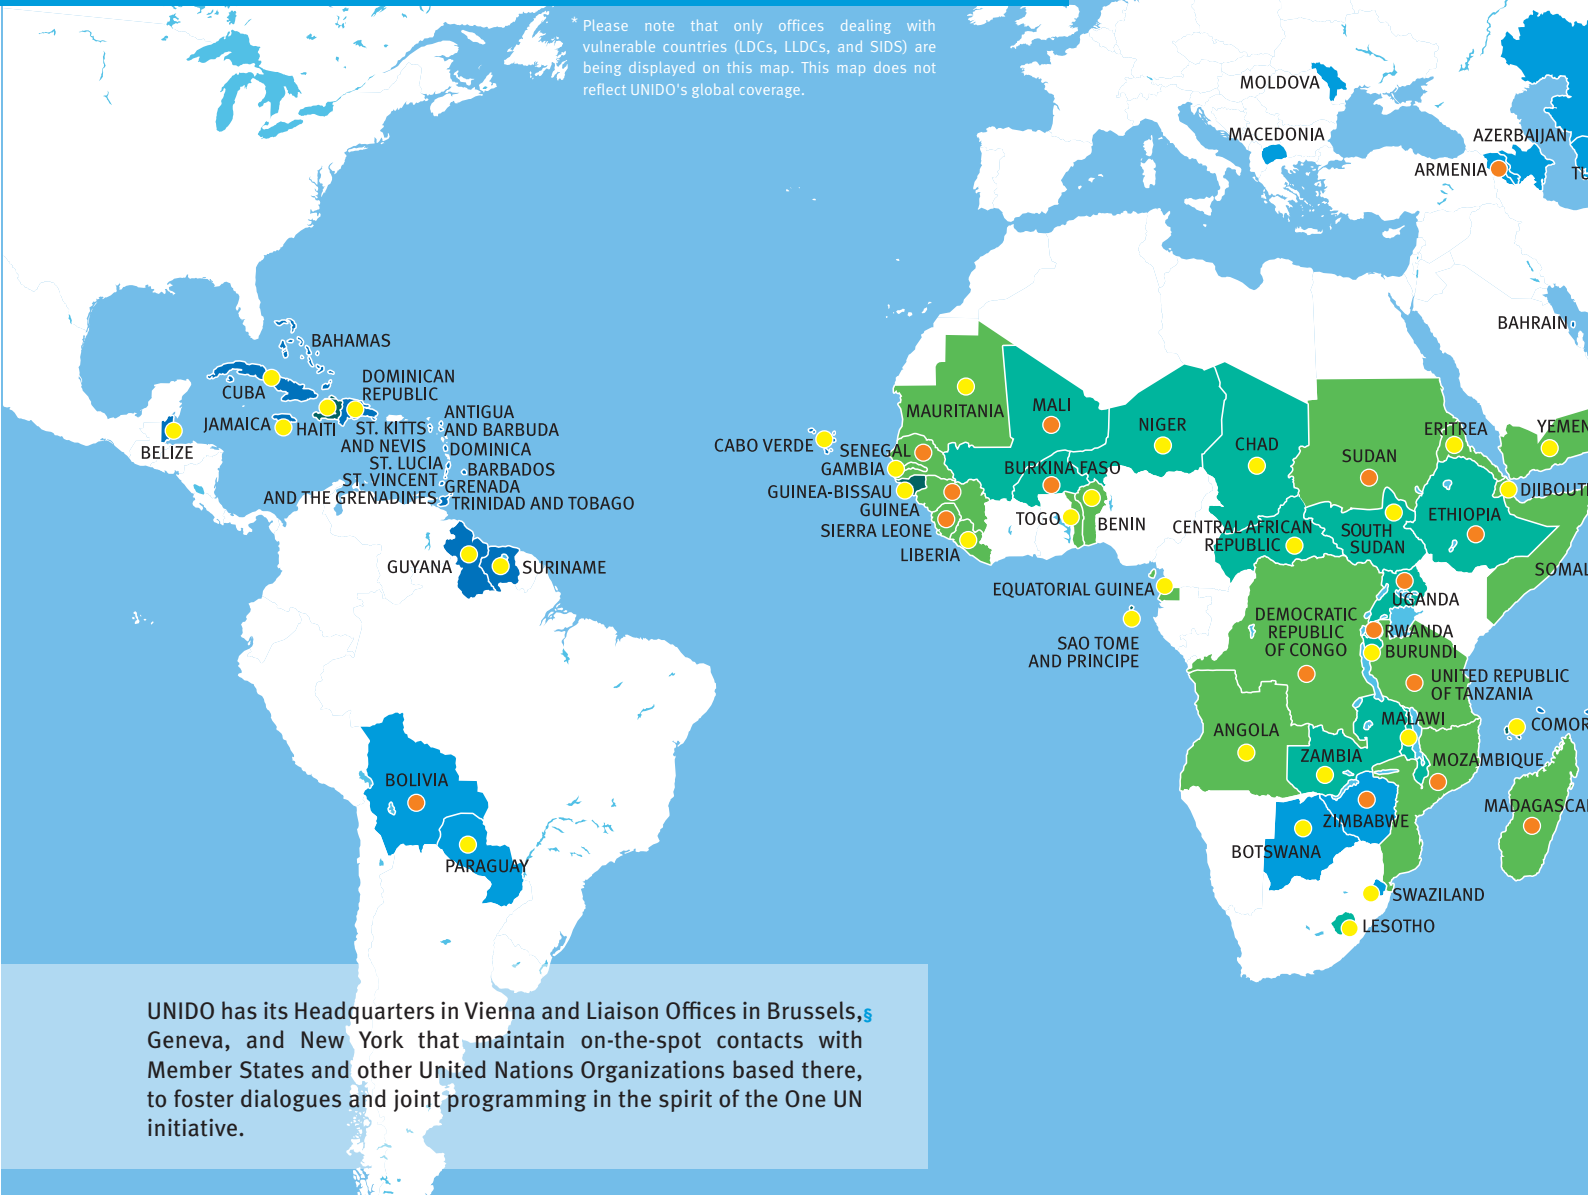 * Please note that only offices dealing with
vulnerable countries (LDCs, LLDCs, and SIDS) are
being displayed on this map. This map does not
reflect UNIDO's global coverage.
MOLDOVA
MACEDONIA
AZERBAIJAN
ARMENIA
TU
BAHRAIN
BAHAMAS
CUBA
DOMINICAN
REPUBLIC
JAMAICA
HAITI
BELIZE
ST. KITTS
AND NEVIS
ANTIGUA
AND BARBUDA
DOMINICA
ST. LUCIA
BARBADOS
ST. VINCENT
AND THE GRENADINES
GRENADA
TRINIDAD AND TOBAGO
GUYANA
SURINAME
BOLIVIA
PARAGUAY
MAURITANIA
MALI
NIGER
CHAD
SUDAN
ERITREA
YEMEN
CABO VERDE
SENEGAL
GAMBIA
BURKINA FASO
GUINEA-BISSAU
GUINEA
SIERRA LEONE
LIBERIA
TOGO
BENIN
CENTRAL AFRICAN
REPUBLIC
SOUTH
SUDAN
ETHIOPIA
DJIBOUTI
SOMAL
EQUATORIAL GUINEA
SAO TOME
AND PRINCIPE
DEMOCRATIC
REPUBLIC
OF CONGO
UGANDA
RWANDA
BURUNDI
UNITED REPUBLIC
OF TANZANIA
ANGOLA
ZAMBIA
MALAWI
COMOR
MOZAMBIQUE
MADAGASCAR
ZIMBABWE
BOTSWANA
SWAZILAND
LESOTHO
UNIDO has its Headquarters in Vienna and Liaison Offices in Brussels,§
Geneva, and New York that maintain on-the-spot contacts with
Member States and other United Nations Organizations based there,
to foster dialogues and joint programming in the spirit of the One UN
initiative.